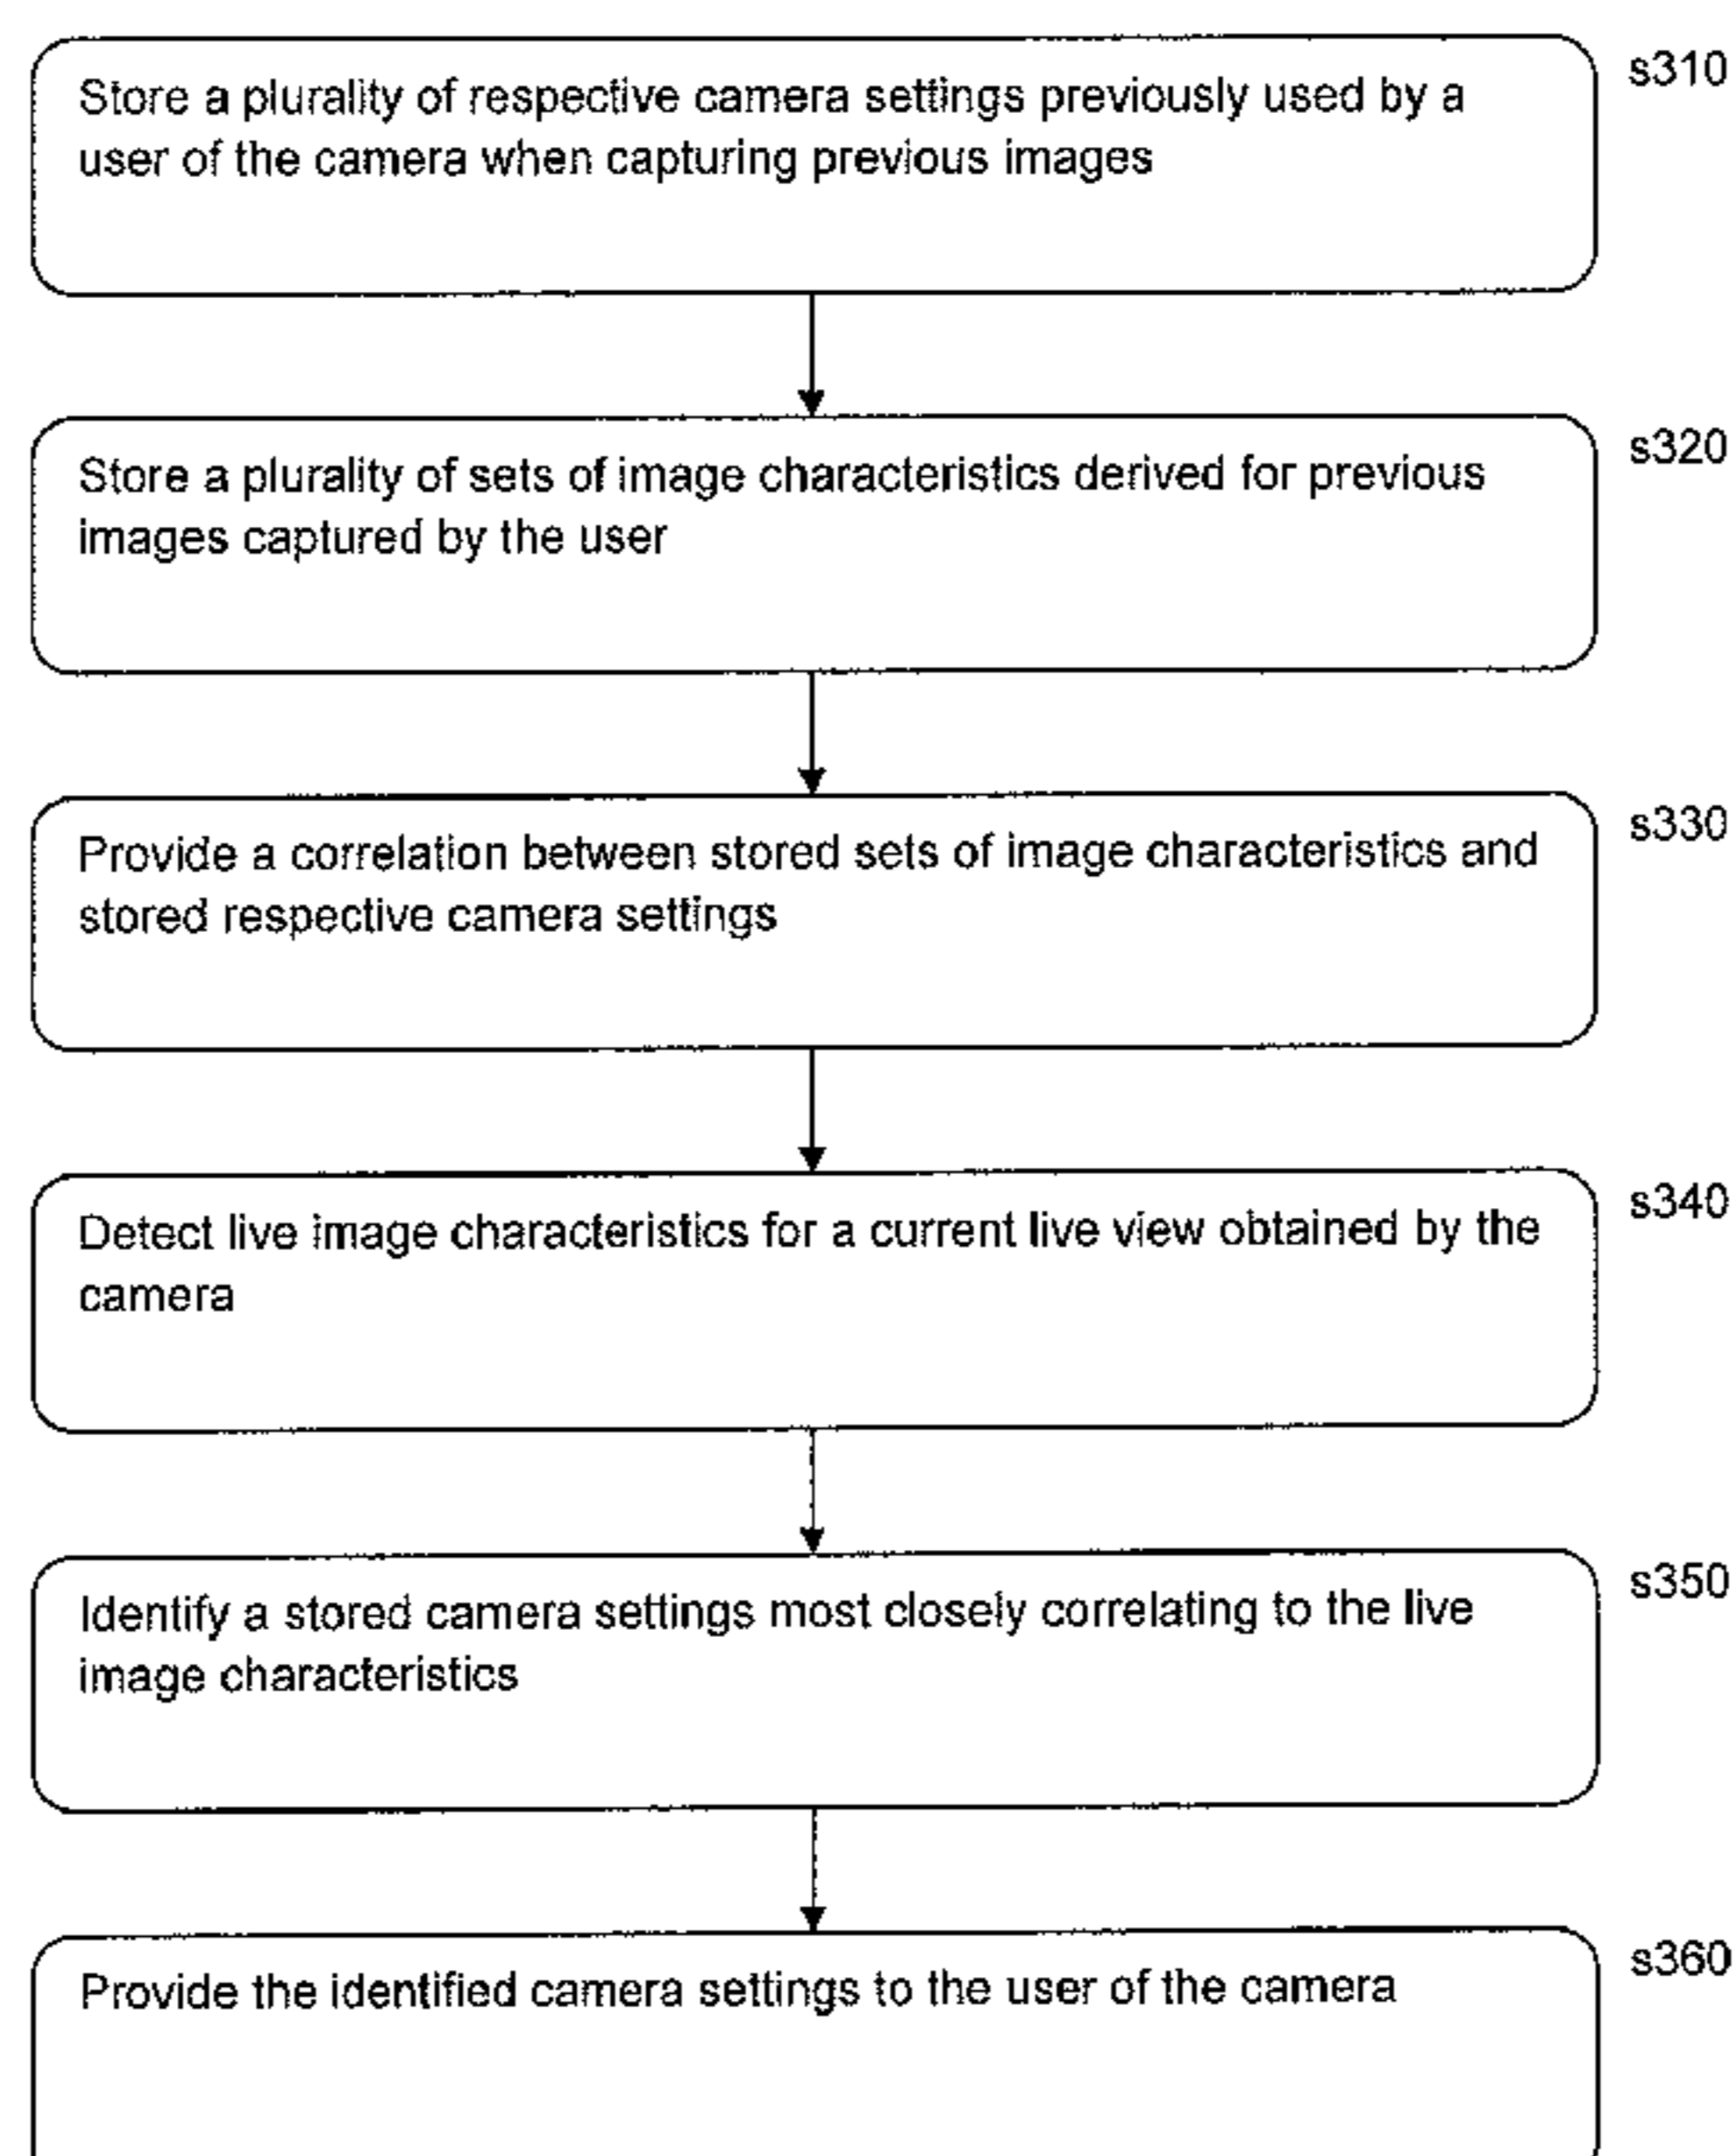 s310
Store a plurality of respective camera settings previously used by a
user of the camera when capturing previous images
s320
Store a plurality of sets of image characteristics derived for previous
images captured by the user
s330
Provide a correlation between stored sets of image characteristics and
stored respective camera settings
s340
Detect live image characteristics for a current live view obtained by the
camera
s350
Identify a stored camera settings most closely correlating to the live
image characteristics
s360
Provide the identified camera settings to the user of the camera